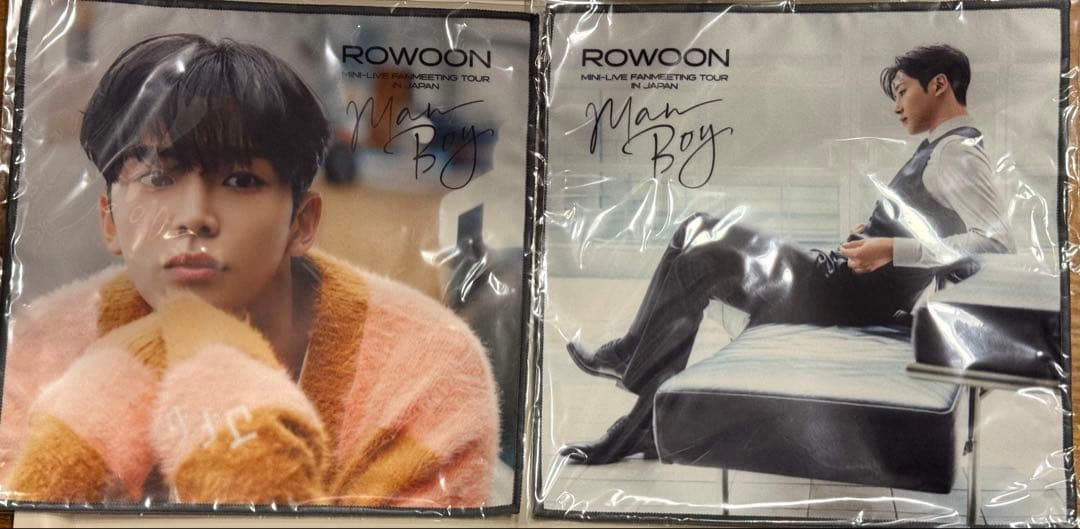 ROWOON
MINI-LIVE FANMEETING TOUR
IN JAPAN
Man
Boy
ROWOON
MINI-LIVE FANMEETING TOUR
IN JAPAN
Man
Boy